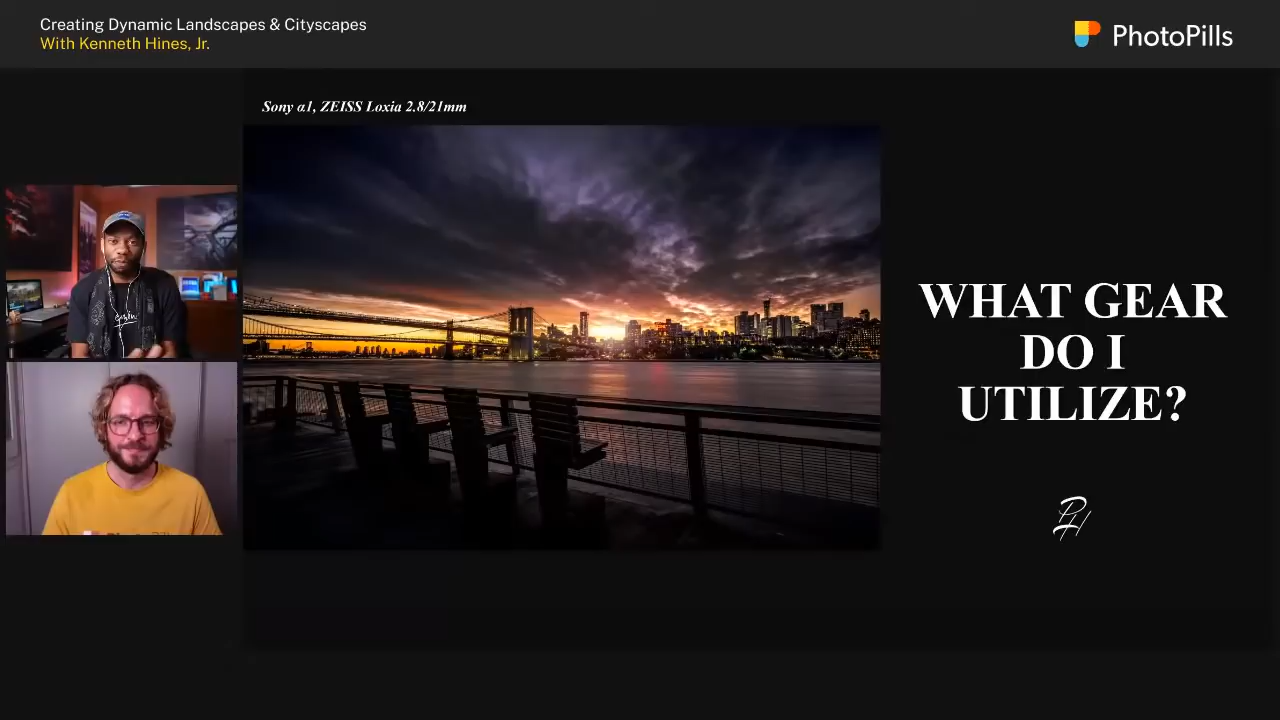 Creating Dynamic Landscapes & Cityscapes
With Kenneth Hines, Jr.
PhotoPills
Sony α1, ZEISS Loxia 2.8/21mm
WHAT GEAR
DO I
UTILIZE?